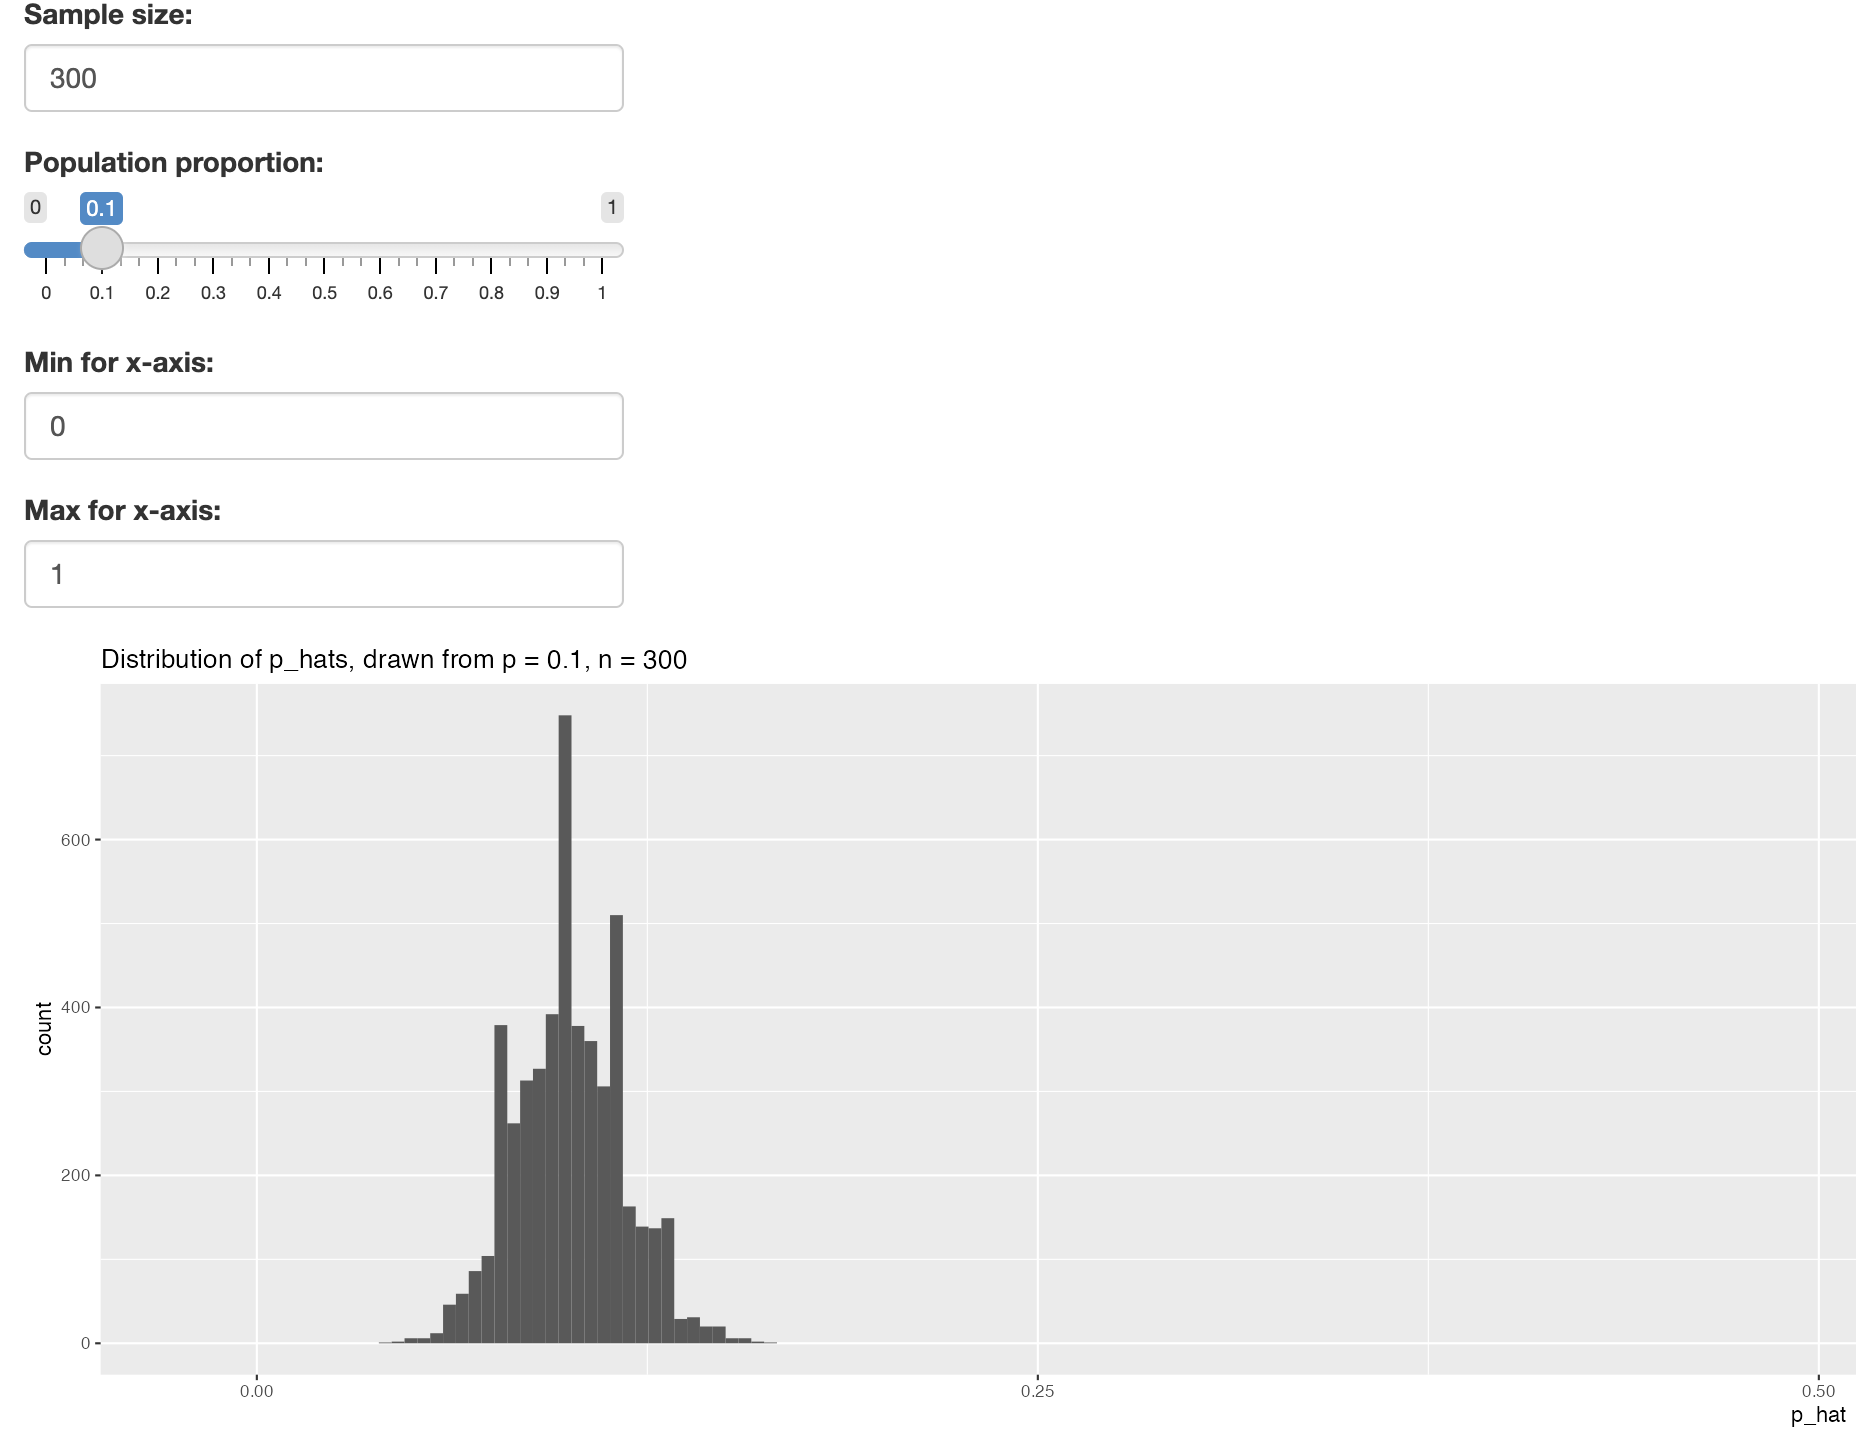 Sample size:
300
Population proportion:
0 0.1 1
0 0.1 0.2 0.3 0.4 0.5 0.6 0.7 0.8 0.9 1
Min for x-axis:
0
Max for x-axis:
1
Distribution of p_hats, drawn from p = 0.1, n = 300
count
600
400
200
0
0.00 0.25 0.50
p_hat